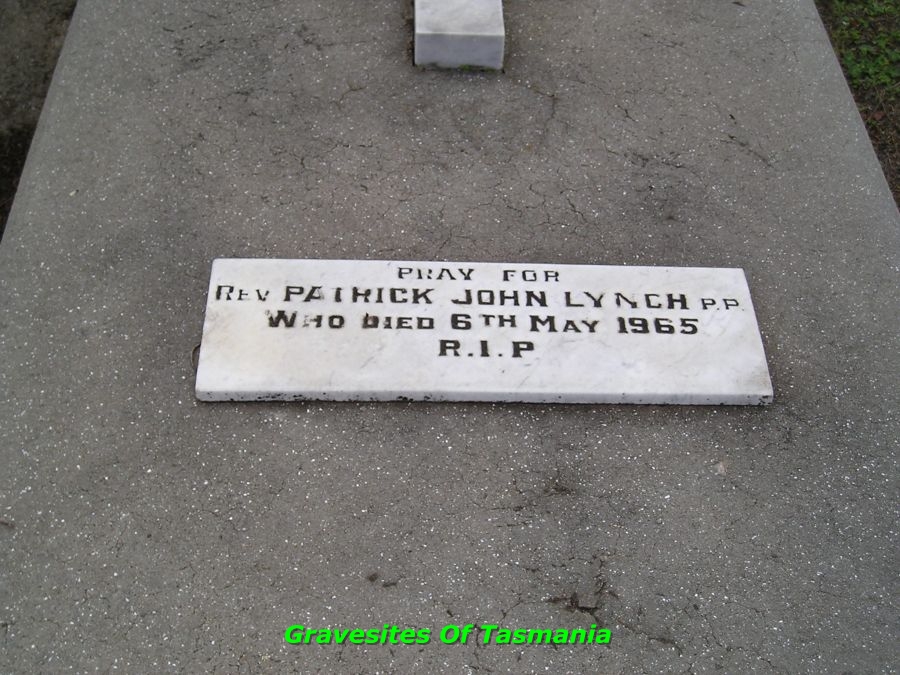 PRAY FOR
REV PATRICK JOHN LYNCH P.P.
WHO DIED 6TH MAY 1965
R.I.P
Gravesites Of Tasmania